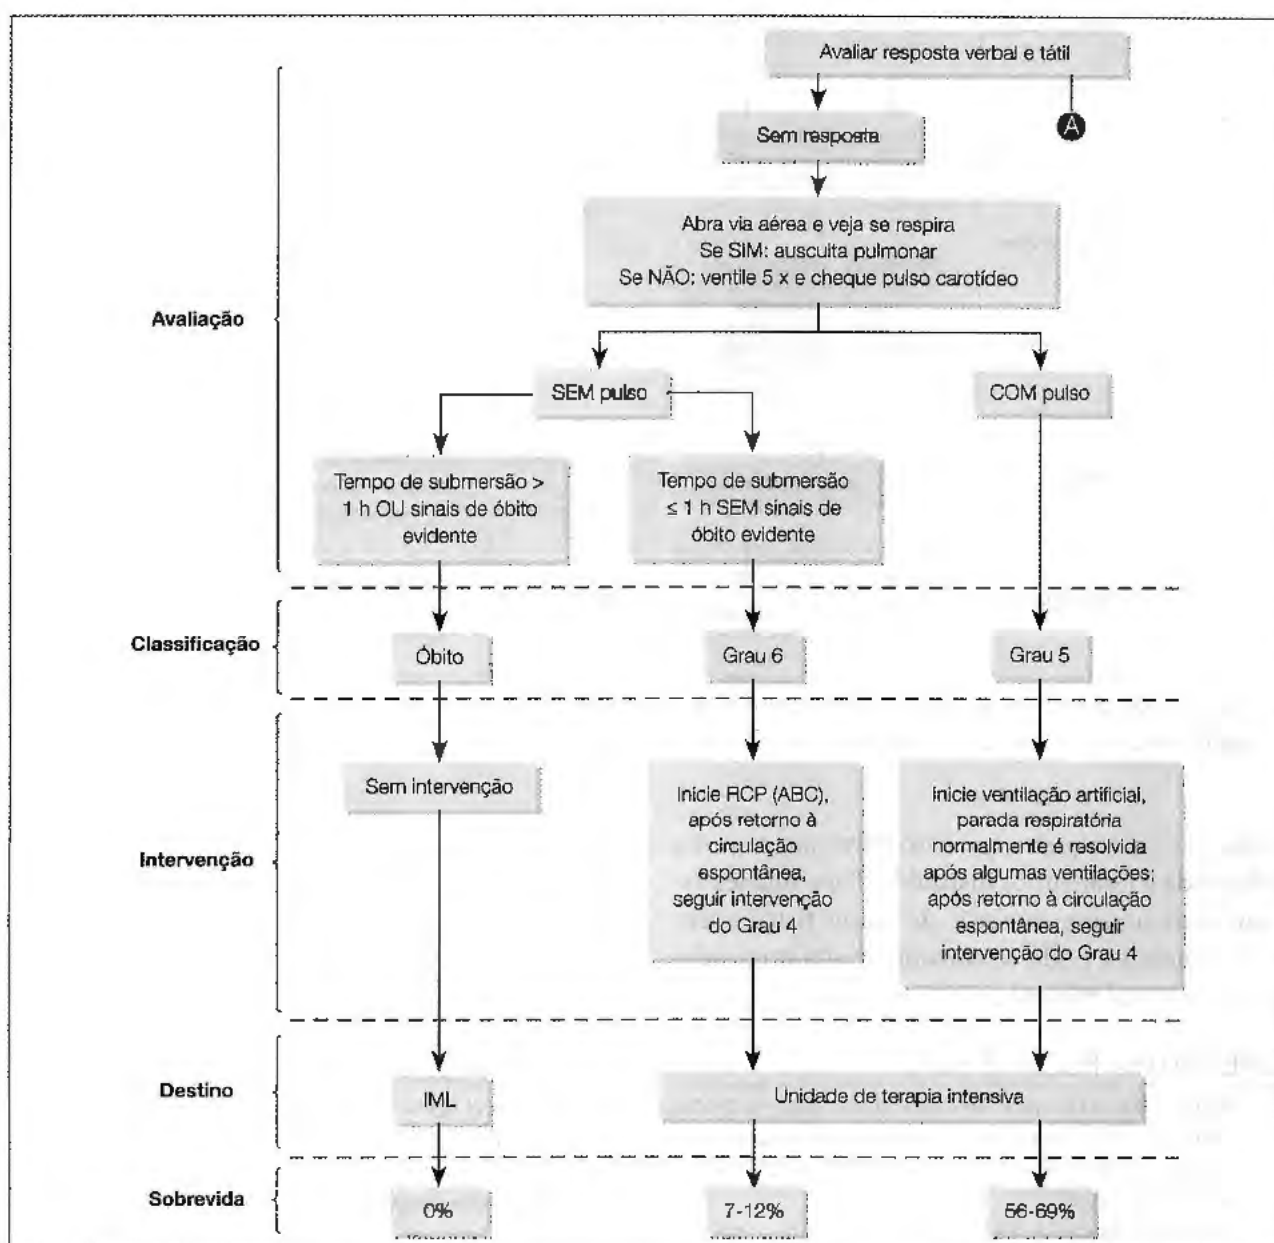 Avaliar resposta verbal e tátil
A
Sem resposta
Abra via aérea e veja se respira
Se SIM: ausculta pulmonar
Se NÃO: ventile 5 x e cheque pulso carotídeo
Avaliação
SEM pulso
COM pulso
Tempo de submersão >
1 h OU sinais de óbito
evidente
Tempo de submersão
≤ 1 h SEM sinais de
óbito evidente
Classificação
Óbito
Grau 6
Grau 5
Intervenção
Sem intervenção
Inicie RCP (ABC),
após retorno à
circulação
espontânea,
seguir intervenção
do Grau 4
Inicie ventilação artificial,
parada respiratória
normalmente é resolvida
após algumas ventilações;
após retorno à circulação
espontânea, seguir
intervenção do Grau 4
Destino
IML
Unidade de terapia intensiva
Sobrevida
0%
7-12%
56-69%